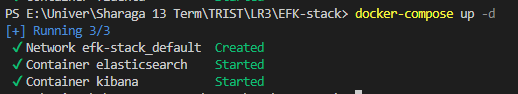 PS E:\Univer\Sharaga 13 Term\TRIST\LR3\EFK-stack> docker-compose up -d
[+] Running 3/3
✔ Network efk-stack_default Created
✔ Container elasticsearch Started
✔ Container kibana Started